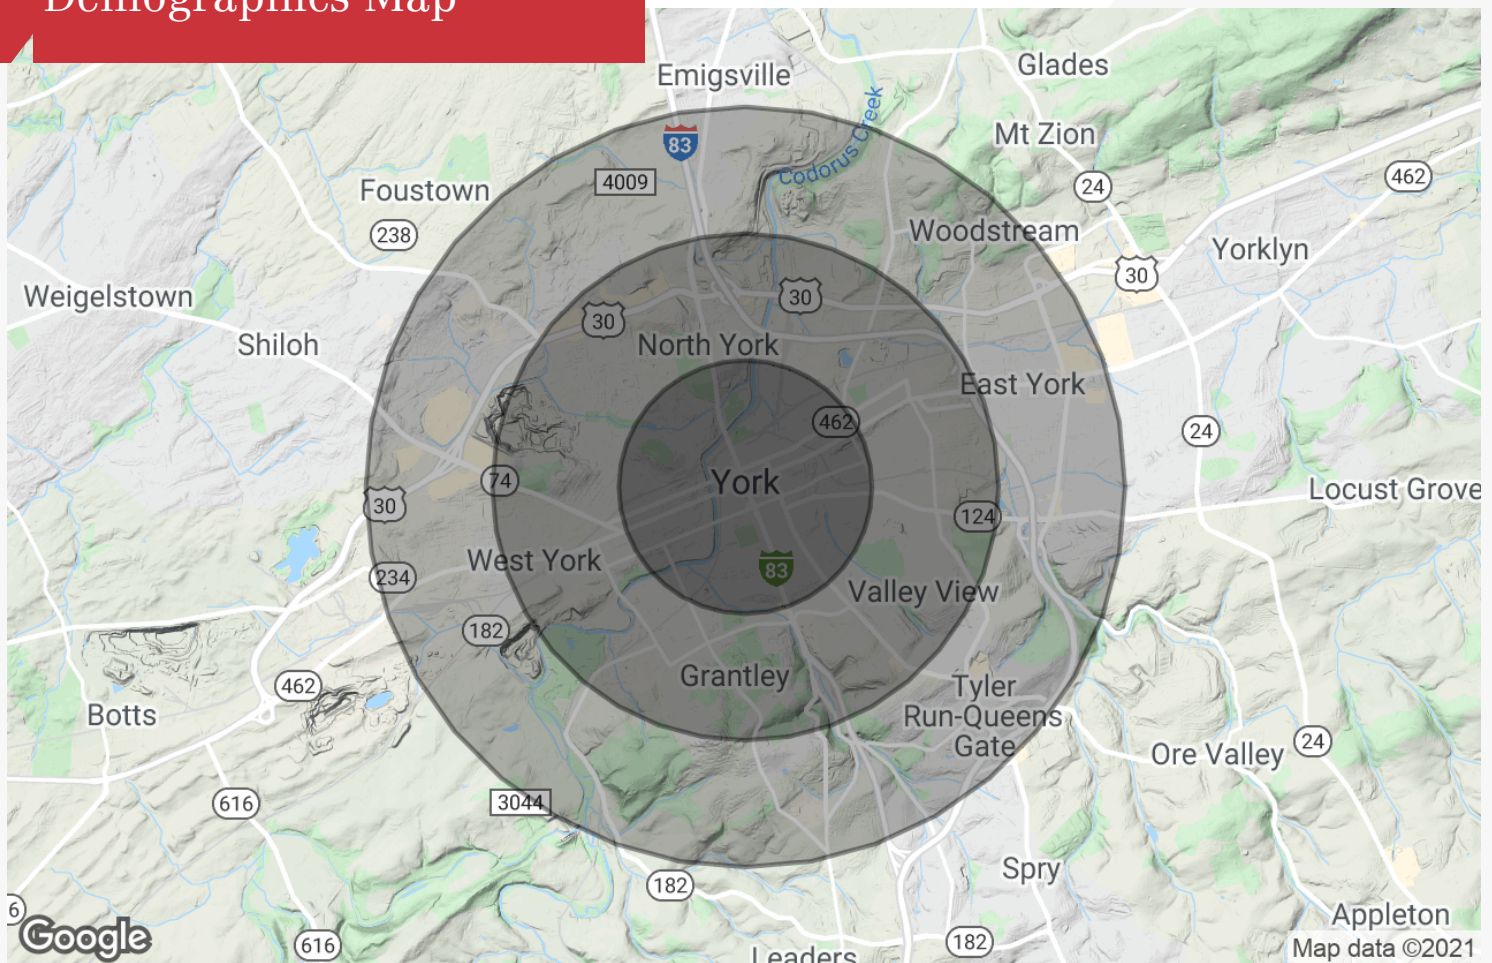 Demographics Map
Emigsville
Glades
83
Codorus Creek
Mt Zion
4009
Foustown
24
462
238
Woodstream
Yorklyn
30
Weigelstown
30
30
Shiloh
North York
East York
462
24
74
York
Locust Grove
30
124
West York
83
234
Valley View
182
Grantley
462
Tyler
Run-Queens
Gate
Botts
Ore Valley
24
616
3044
Spry
182
6
Appleton
Google
616
182
Leaders
Map data ©2021